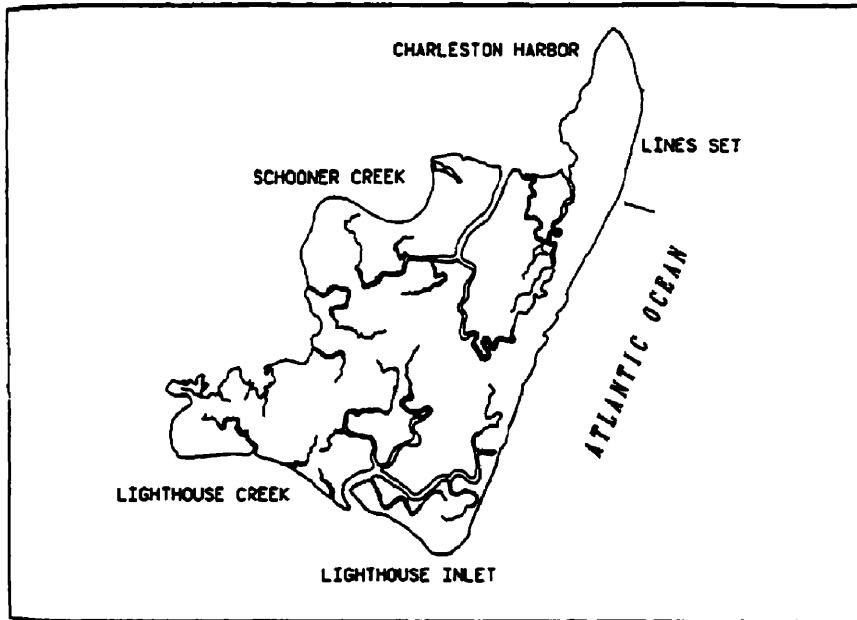 CHARLESTON HARBOR
LINES SET
SCHOONER CREEK
ATLANTIC OCEAN
LIGHTHOUSE CREEK
LIGHTHOUSE INLET